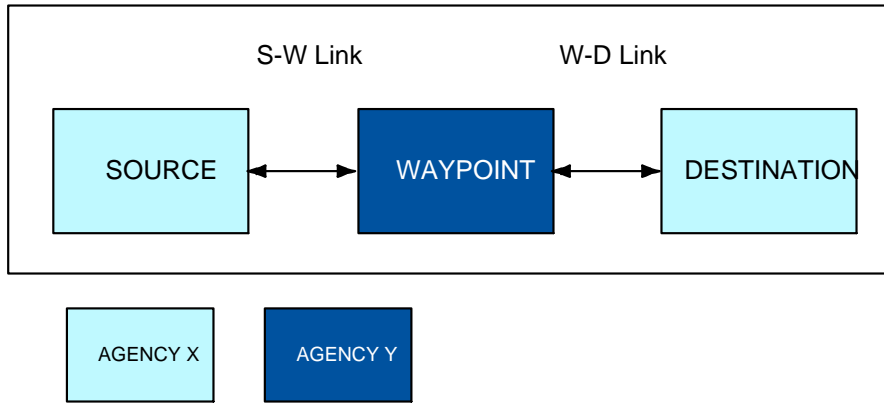 S-W Link
W-D Link
SOURCE
WAYPOINT
DESTINATION
AGENCY X
AGENCY Y